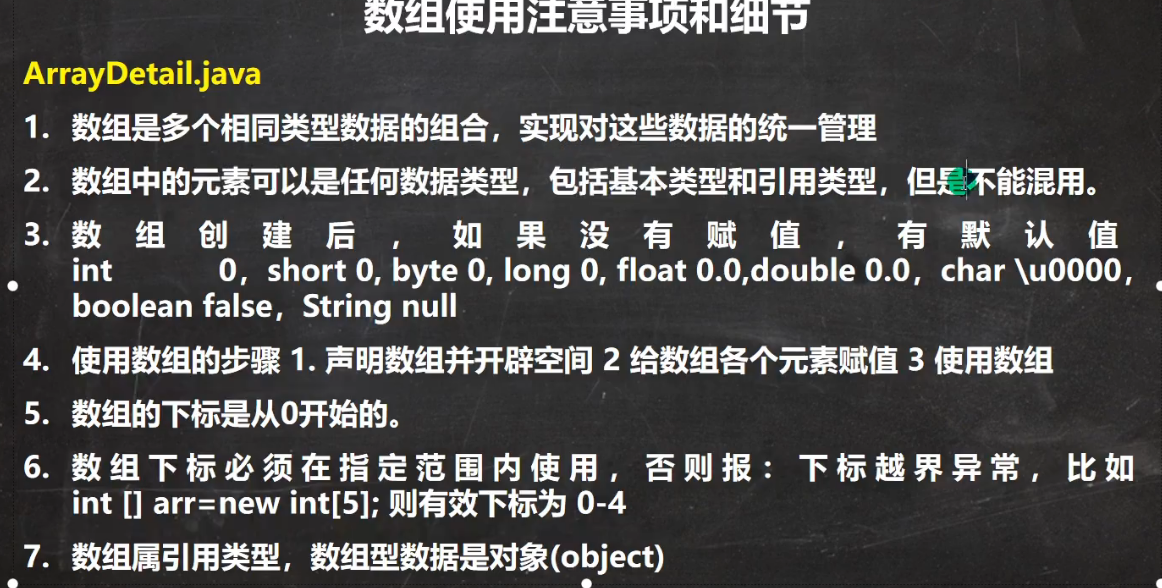 数组使用注意事项和细节
ArrayDetail.java
1. 数组是多个相同类型数据的组合，实现对这些数据的统一管理
2. 数组中的元素可以是任何数据类型，包括基本类型和引用类型，但是不能混用。
3. 数组创建后，如果没有赋值，有默认值
int 0，short 0, byte 0, long 0, float 0.0,double 0.0，char \u0000，
boolean false，String null
4. 使用数组的步骤 1. 声明数组并开辟空间 2 给数组各个元素赋值 3 使用数组
5. 数组的下标是从0开始的。
6. 数组下标必须在指定范围内使用，否则报：下标越界异常，比如
int [] arr=new int[5]; 则有效下标为 0-4
7. 数组属引用类型，数组型数据是对象(object)